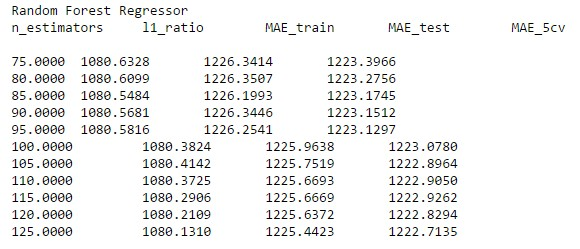 Random Forest Regressor
n_estimators l1_ratio MAE_train MAE_test MAE_5cv
75.0000 1080.6328 1226.3414 1223.3966
80.0000 1080.6099 1226.3507 1223.2756
85.0000 1080.5484 1226.1993 1223.1745
90.0000 1080.5681 1226.3446 1223.1512
95.0000 1080.5816 1226.2541 1223.1297
100.0000 1080.3824 1225.9638 1223.0780
105.0000 1080.4142 1225.7519 1222.8964
110.0000 1080.3725 1225.6693 1222.9050
115.0000 1080.2906 1225.6669 1222.9262
120.0000 1080.2109 1225.6372 1222.8294
125.0000 1080.1310 1225.4423 1222.7135